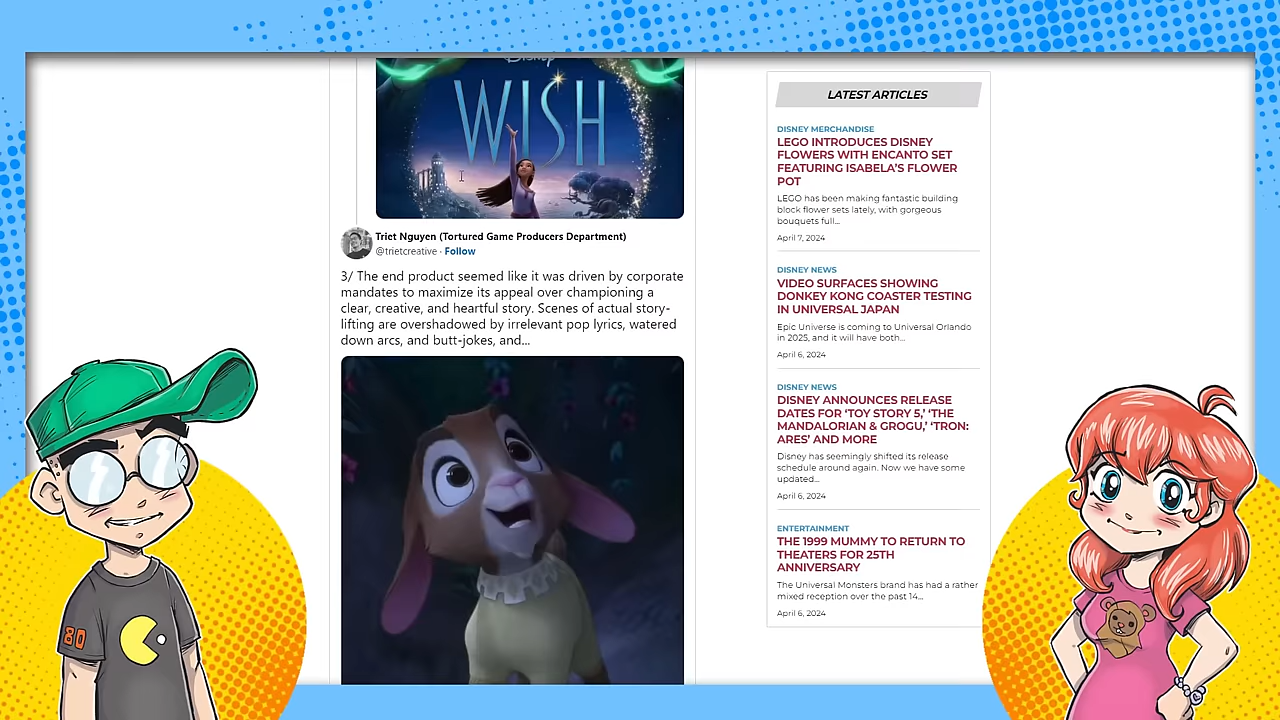 Disney
WISH
Triet Nguyen (Tortured Game Producers Department)
@trietcreative · Follow
3/ The end product seemed like it was driven by corporate
mandates to maximize its appeal over championing a
clear, creative, and heartful story. Scenes of actual story-
lifting are overshadowed by irrelevant pop lyrics, watered
down arcs, and butt-jokes, and...
LATEST ARTICLES
DISNEY MERCHANDISE
LEGO INTRODUCES DISNEY
FLOWERS WITH ENCANTO SET
FEATURING ISABELA'S FLOWER
POT
LEGO has been making fantastic building
block flower sets lately, with gorgeous
bouquets full...
April 7, 2024
DISNEY NEWS
VIDEO SURFACES SHOWING
DONKEY KONG COASTER TESTING
IN UNIVERSAL JAPAN
Epic Universe is coming to Universal Orlando
in 2025, and it will have both...
April 6, 2024
DISNEY NEWS
DISNEY ANNOUNCES RELEASE
DATES FOR 'TOY STORY 5,' 'THE
MANDALORIAN & GROGU,' 'TRON:
ARES' AND MORE
Disney has seemingly shifted its release
schedule around again. Now we have some
updated...
April 6, 2024
ENTERTAINMENT
THE 1999 MUMMY TO RETURN TO
THEATERS FOR 25TH
ANNIVERSARY
The Universal Monsters brand has had a rather
mixed reception over the past 14...
April 6, 2024
80